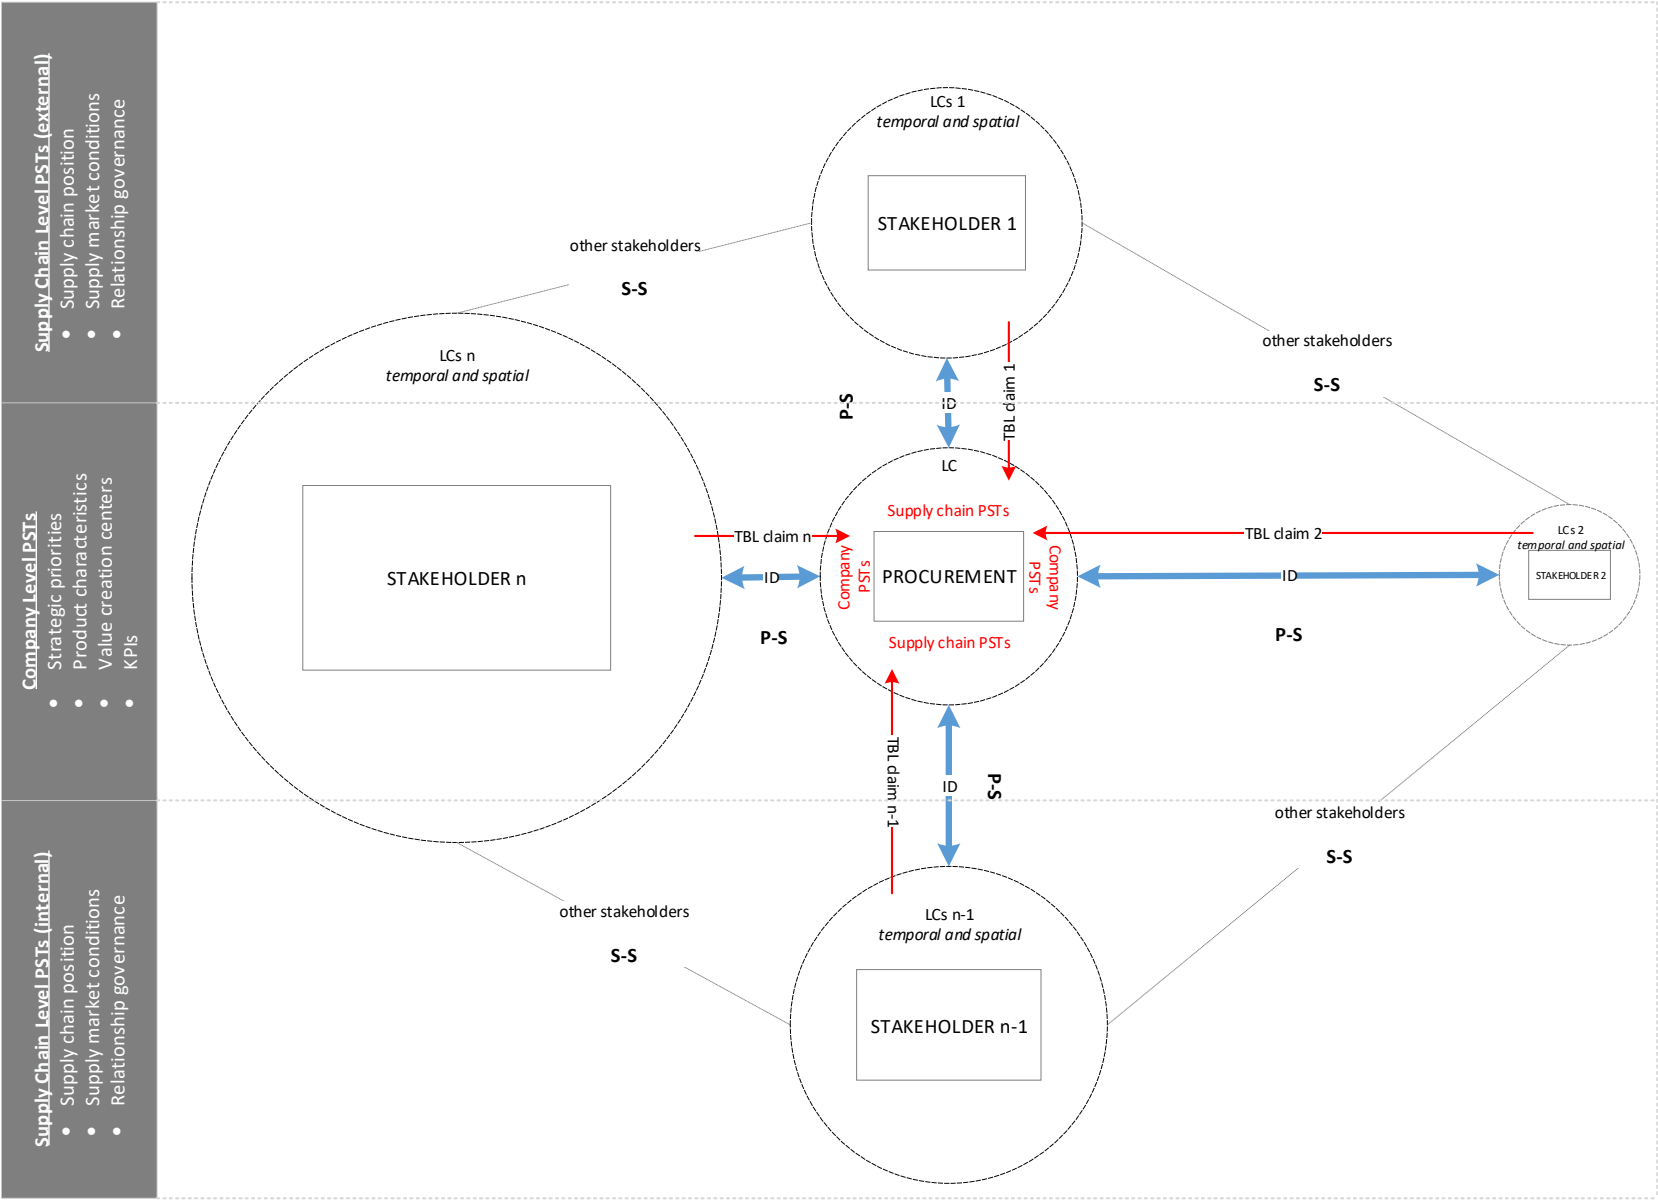 Supply Chain Level PSTs (external)
• Supply chain position
• Supply market conditions
• Relationship governance
Company Level PSTs
• Strategic priorities
• Product characteristics
• Value creation centers
• KPIs
Supply Chain Level PSTs (internal)
• Supply chain position
• Supply market conditions
• Relationship governance
LCs 1
temporal and spatial
STAKEHOLDER 1
other stakeholders
S-S
other stakeholders
S-S
LCs n
temporal and spatial
STAKEHOLDER n
P-S
ID
TBL claim 1
LC
Supply chain PSTs
Company
PSTs
PROCUREMENT
Company
PSTs
Supply chain PSTs
TBL claim n
ID
P-S
TBL claim 2
ID
P-S
LCs 2
temporal and spatial
STAKEHOLDER 2
TBL claim n-1
ID
P-S
other stakeholders
S-S
other stakeholders
S-S
LCs n-1
temporal and spatial
STAKEHOLDER n-1